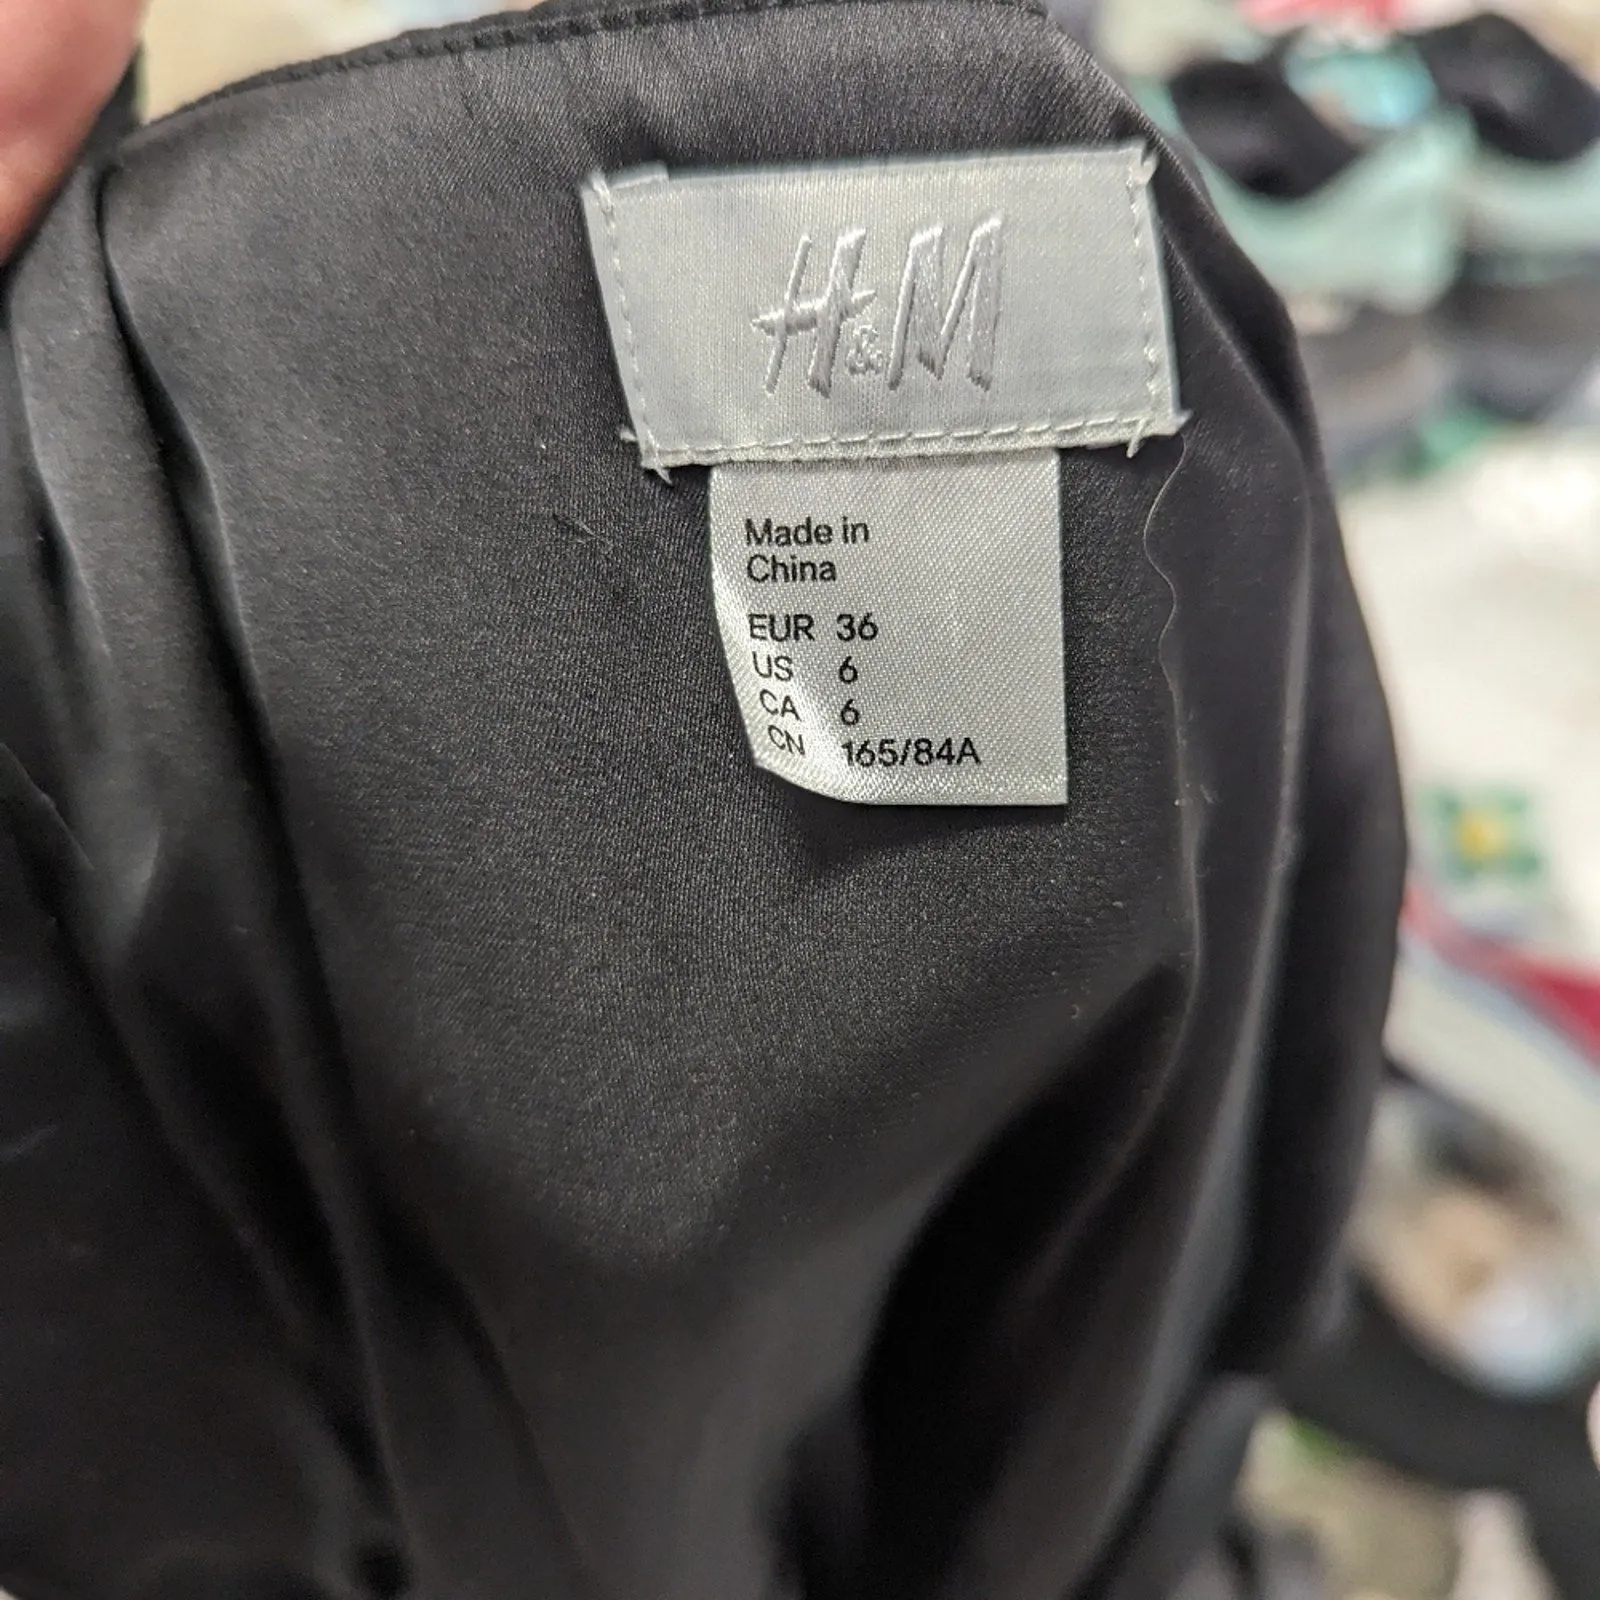 H&M
Made in
China
EUR 36
US 6
CA 6
CN 165/84A